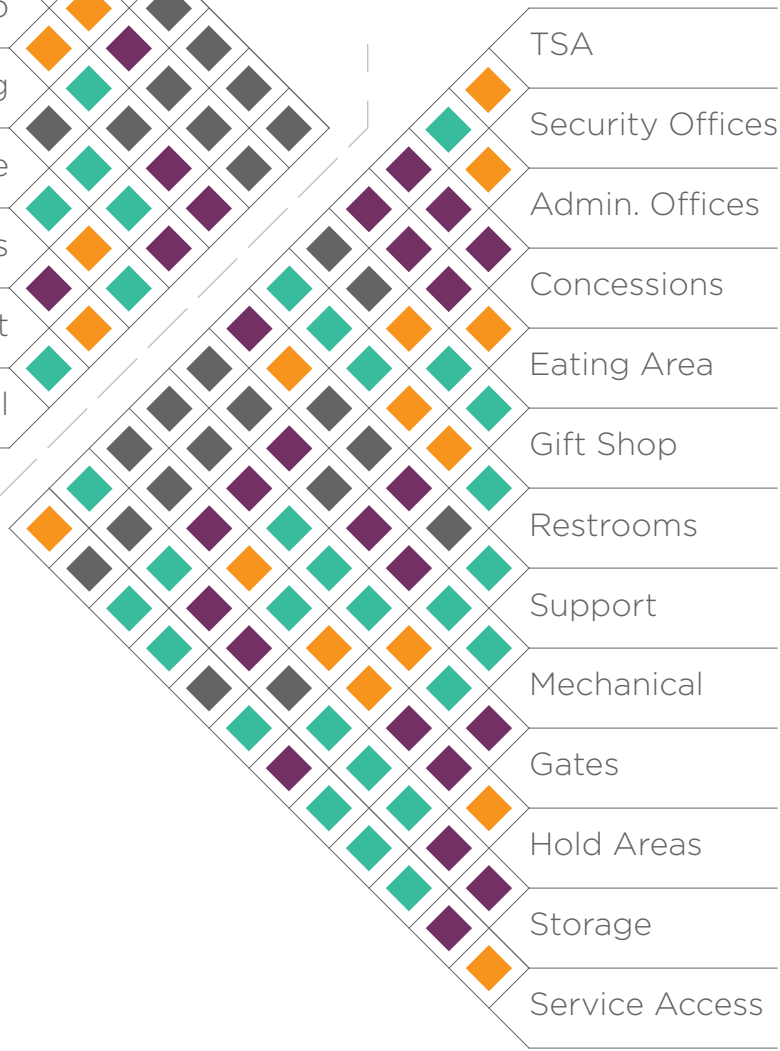 o
TSA
g
Security Offices
e
Admin. Offices
s
Concessions
t
Eating Area
l
Gift Shop
Restrooms
Support
Mechanical
Gates
Hold Areas
Storage
Service Access